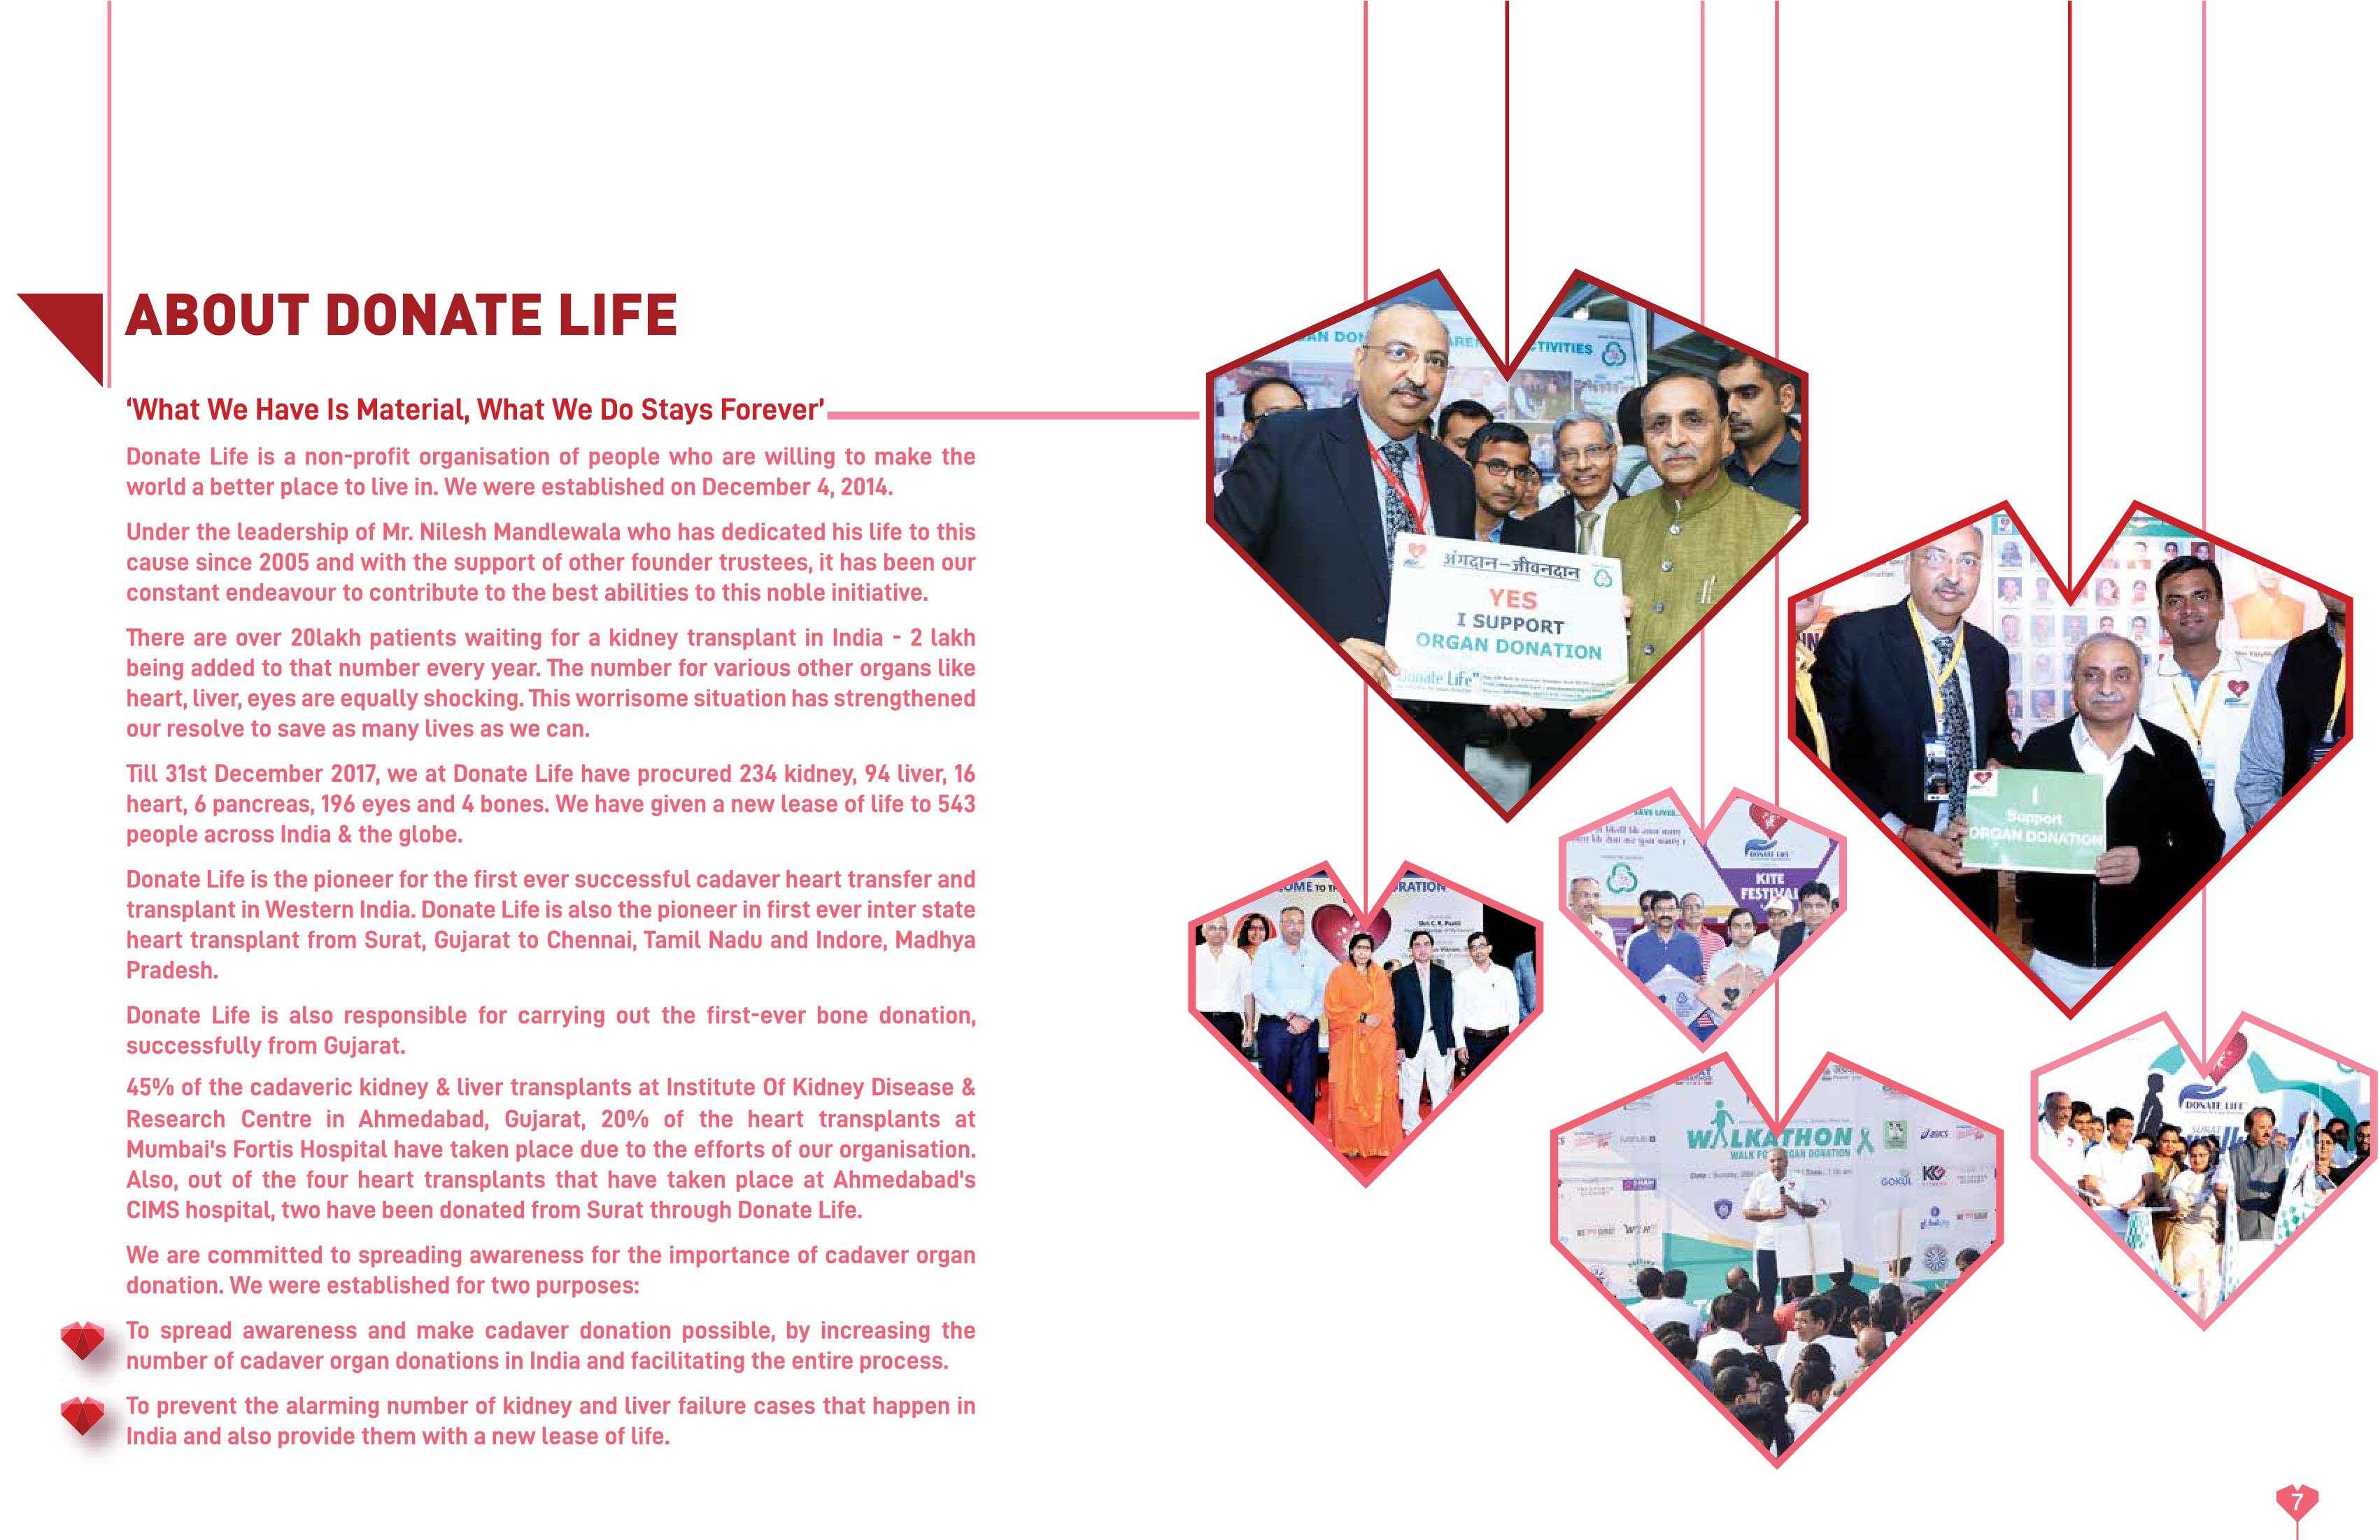 ABOUT DONATE LIFE
‘What We Have Is Material, What We Do Stays Forever’
Donate Life is a non-profit organisation of people who are willing to make the
world a better place to live in. We were established on December 4, 2014.
Under the leadership of Mr. Nilesh Mandlewala who has dedicated his life to this
cause since 2005 and with the support of other founder trustees, it has been our
constant endeavour to contribute to the best abilities to this noble initiative.
There are over 20lakh patients waiting for a kidney transplant in India - 2 lakh
being added to that number every year. The number for various other organs like
heart, liver, eyes are equally shocking. This worrisome situation has strengthened
our resolve to save as many lives as we can.
Till 31st December 2017, we at Donate Life have procured 234 kidney, 94 liver, 16
heart, 6 pancreas, 196 eyes and 4 bones. We have given a new lease of life to 543
people across India & the globe.
Donate Life is the pioneer for the first ever successful cadaver heart transfer and
transplant in Western India. Donate Life is also the pioneer in first ever inter state
heart transplant from Surat, Gujarat to Chennai, Tamil Nadu and Indore, Madhya
Pradesh.
Donate Life is also responsible for carrying out the first-ever bone donation,
successfully from Gujarat.
45% of the cadaveric kidney & liver transplants at Institute Of Kidney Disease &
Research Centre in Ahmedabad, Gujarat, 20% of the heart transplants at
Mumbai's Fortis Hospital have taken place due to the efforts of our organisation.
Also, out of the four heart transplants that have taken place at Ahmedabad's
CIMS hospital, two have been donated from Surat through Donate Life.
We are committed to spreading awareness for the importance of cadaver organ
donation. We were established for two purposes:
To spread awareness and make cadaver donation possible, by increasing the
number of cadaver organ donations in India and facilitating the entire process.
To prevent the alarming number of kidney and liver failure cases that happen in
India and also provide them with a new lease of life.
अंगदान-जीवनदान
YES
I SUPPORT
ORGAN DONATION
Donate Life
I
Support
ORGAN DONATION
SAVE LIVES...
DONATE LIFE
KITE
FESTIVAL
Shri C. R. Paatil
WALKATHON
DONATION
asics
GOKUL
DONATE LIFE
SURAT
7